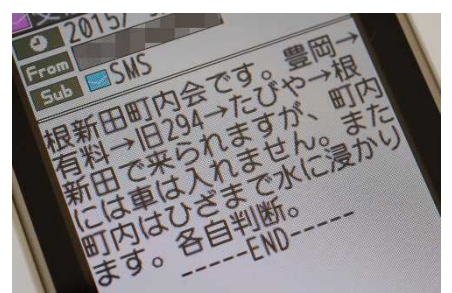 2015/
From
Sub SMS
根新田町内会です。豊岡→
有料→旧294→たびや→根
新田で来られますが、町内
には車は入れません。また
町内はひざまで水に浸かり
ます。各自判断。
-----END-----